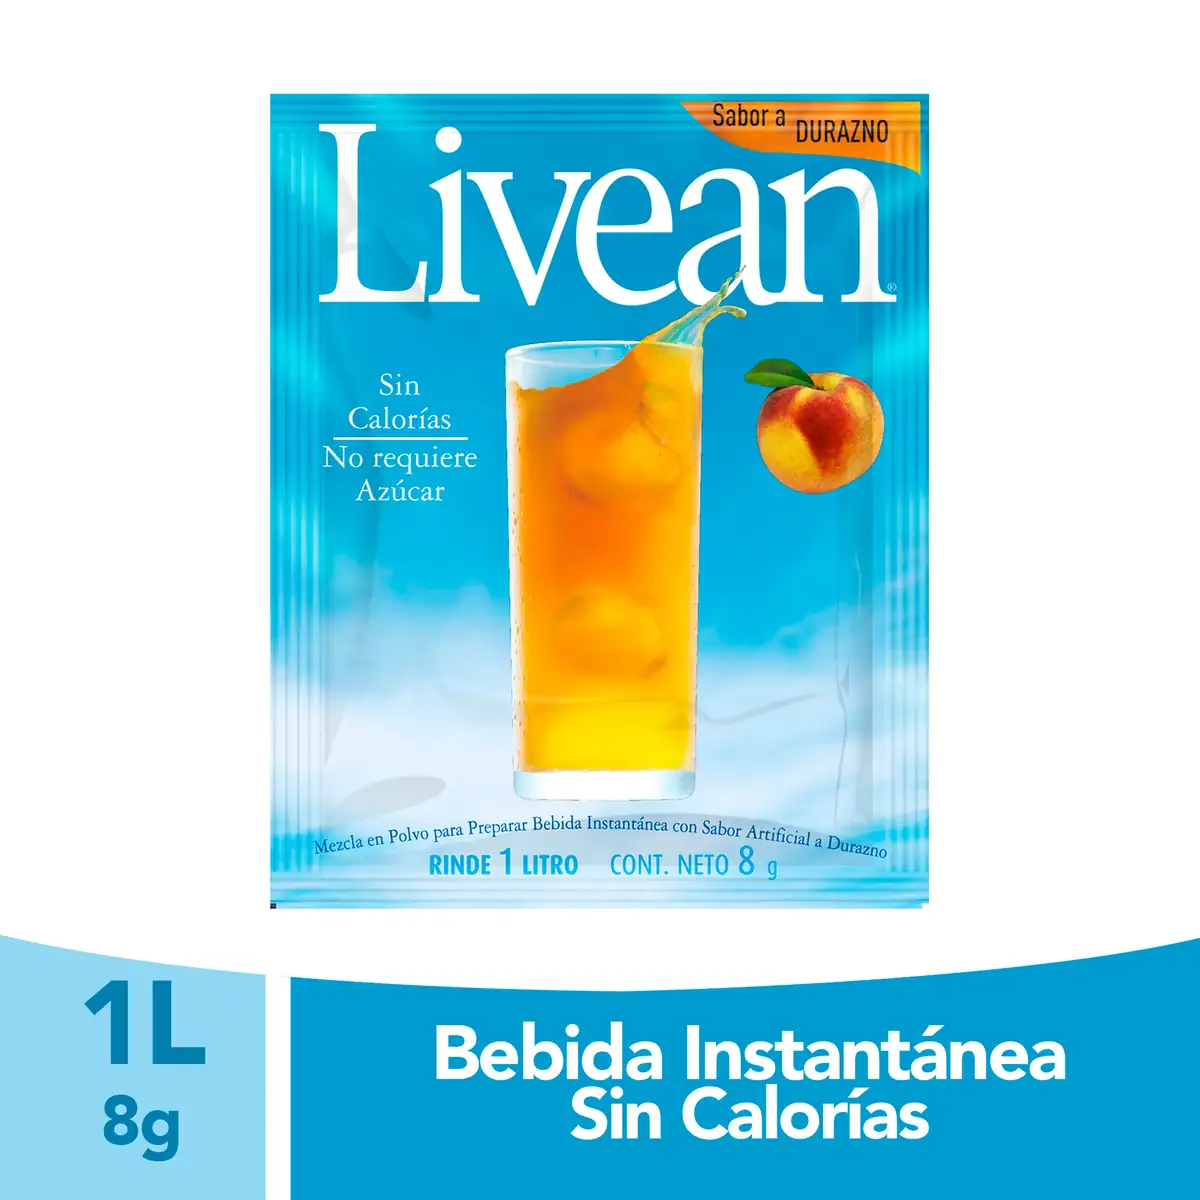 Sabor a DURAZNO
Livean®
Sin
Calorías
No requiere
Azúcar
Mezcla en Polvo para Preparar Bebida Instantánea con Sabor Artificial a Durazno
RINDE 1 LITRO CONT. NETO 8 g
1L
8g
Bebida Instantánea
Sin Calorías